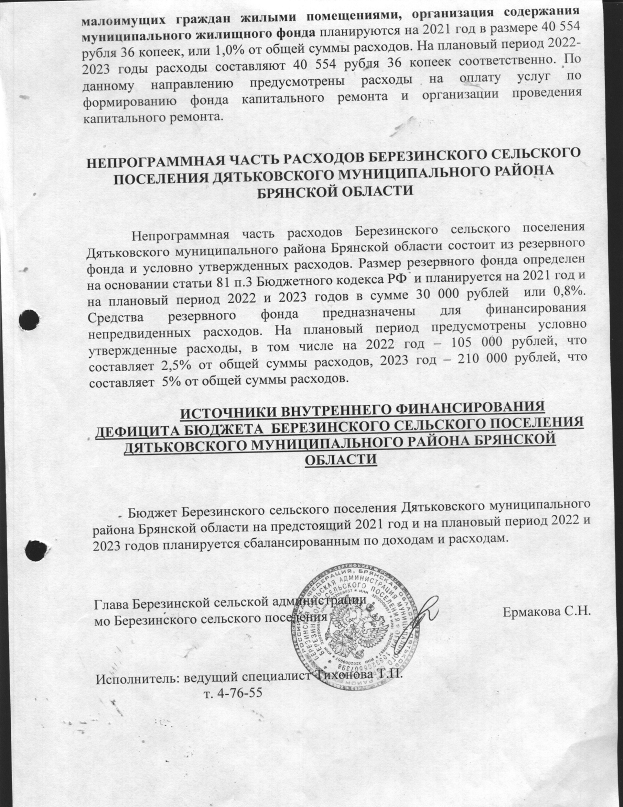 малоимущих граждан жилыми помещениями, организация содержания
муниципального жилищного фонда планируются на 2021 год в размере 40 554
рубля 36 копеек, или 1,0% от общей суммы расходов. На плановый период 2022-
2023 годы расходы составляют 40 554 рубля 36 копеек соответственно. По
данному направлению предусмотрены расходы на оплату услуг по
формированию фонда капитального ремонта и организации проведения
капитального ремонта.
НЕПРОГРАММНАЯ ЧАСТЬ РАСХОДОВ БЕРЕЗИНСКОГО СЕЛЬСКОГО
ПОСЕЛЕНИЯ ДЯТЬКОВСКОГО МУНИЦИПАЛЬНОГО РАЙОНА
БРЯНСКОЙ ОБЛАСТИ
Непрограммная часть расходов Березинского сельского поселения
Дятьковского муниципального района Брянской области состоит из резервного
фонда и условно утвержденных расходов. Размер резервного фонда определен
на основании статьи 81 п.3 Бюджетного кодекса РФ и планируется на 2021 год и
на плановый период 2022 и 2023 годов в сумме 30 000 рублей или 0,8%.
Средства резервного фонда предназначены для финансирования
непредвиденных расходов. На плановый период предусмотрены условно
утвержденные расходы, в том числе на 2022 год – 105 000 рублей, что
составляет 2,5% от общей суммы расходов, 2023 год – 210 000 рублей, что
составляет 5% от общей суммы расходов.
ИСТОЧНИКИ ВНУТРЕННЕГО ФИНАНСИРОВАНИЯ
ДЕФИЦИТА БЮДЖЕТА БЕРЕЗИНСКОГО СЕЛЬСКОГО ПОСЕЛЕНИЯ
ДЯТЬКОВСКОГО МУНИЦИПАЛЬНОГО РАЙОНА БРЯНСКОЙ
ОБЛАСТИ
Бюджет Березинского сельского поселения Дятьковского муниципального
района Брянской области на предстоящий 2021 год и на плановый период 2022 и
2023 годов планируется сбалансированным по доходам и расходам.
Глава Березинской сельской администрации
мо Березинского сельского поселения Ермакова С.Н.
Исполнитель: ведущий специалист Тихонова Т.П.
т. 4-76-55